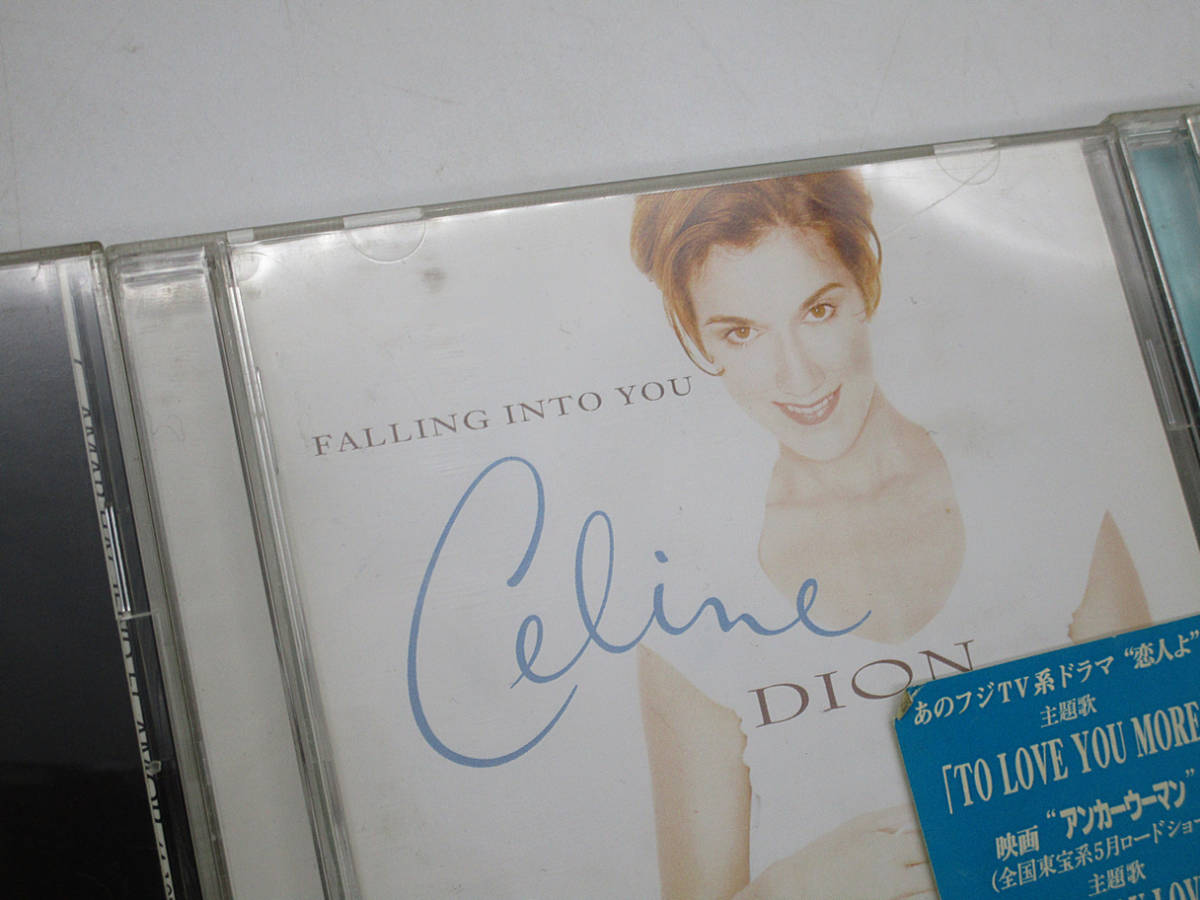 FALLING INTO YOU
Celine
DION
あのフジTV系ドラマ“恋人よ”
主題歌
「TO LOVE YOU MORE
映画“アンカーウーマン”
(全国東宝系5月ロードショー
主題歌
LOV